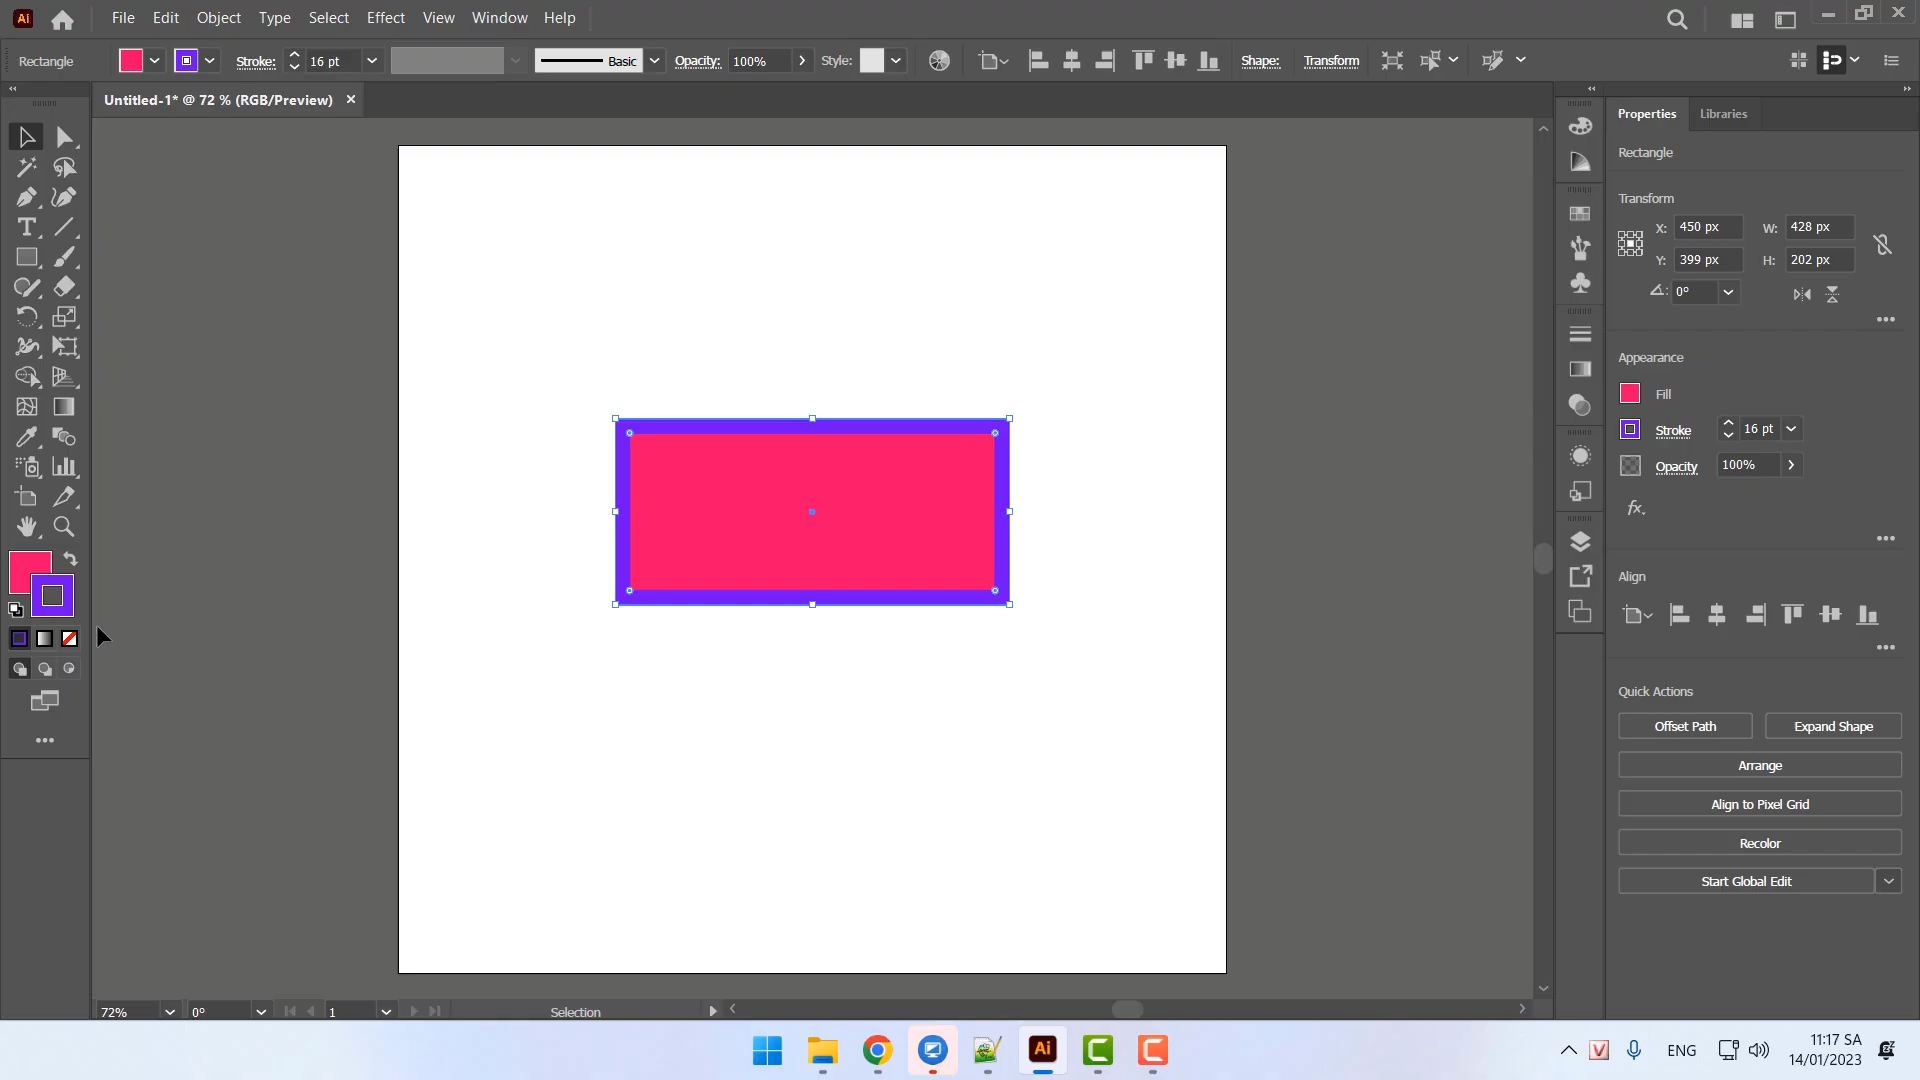 Ai File Edit Object Type Select Effect View Window Help
Rectangle Stroke: 16 pt Basic Opacity: 100% Style: Shape: Transform
Untitled-1* @ 72 % (RGB/Preview)
Properties Libraries
Rectangle
Transform
X: 450 px W: 428 px
Y: 399 px H: 202 px
0°
Appearance
Fill
Stroke 16 pt
Opacity 100%
fx.
Align
Quick Actions
Offset Path Expand Shape
Arrange
Align to Pixel Grid
Recolor
Start Global Edit
72% 0° 1 Selection
Ai
ENG
11:17 SA
14/01/2023